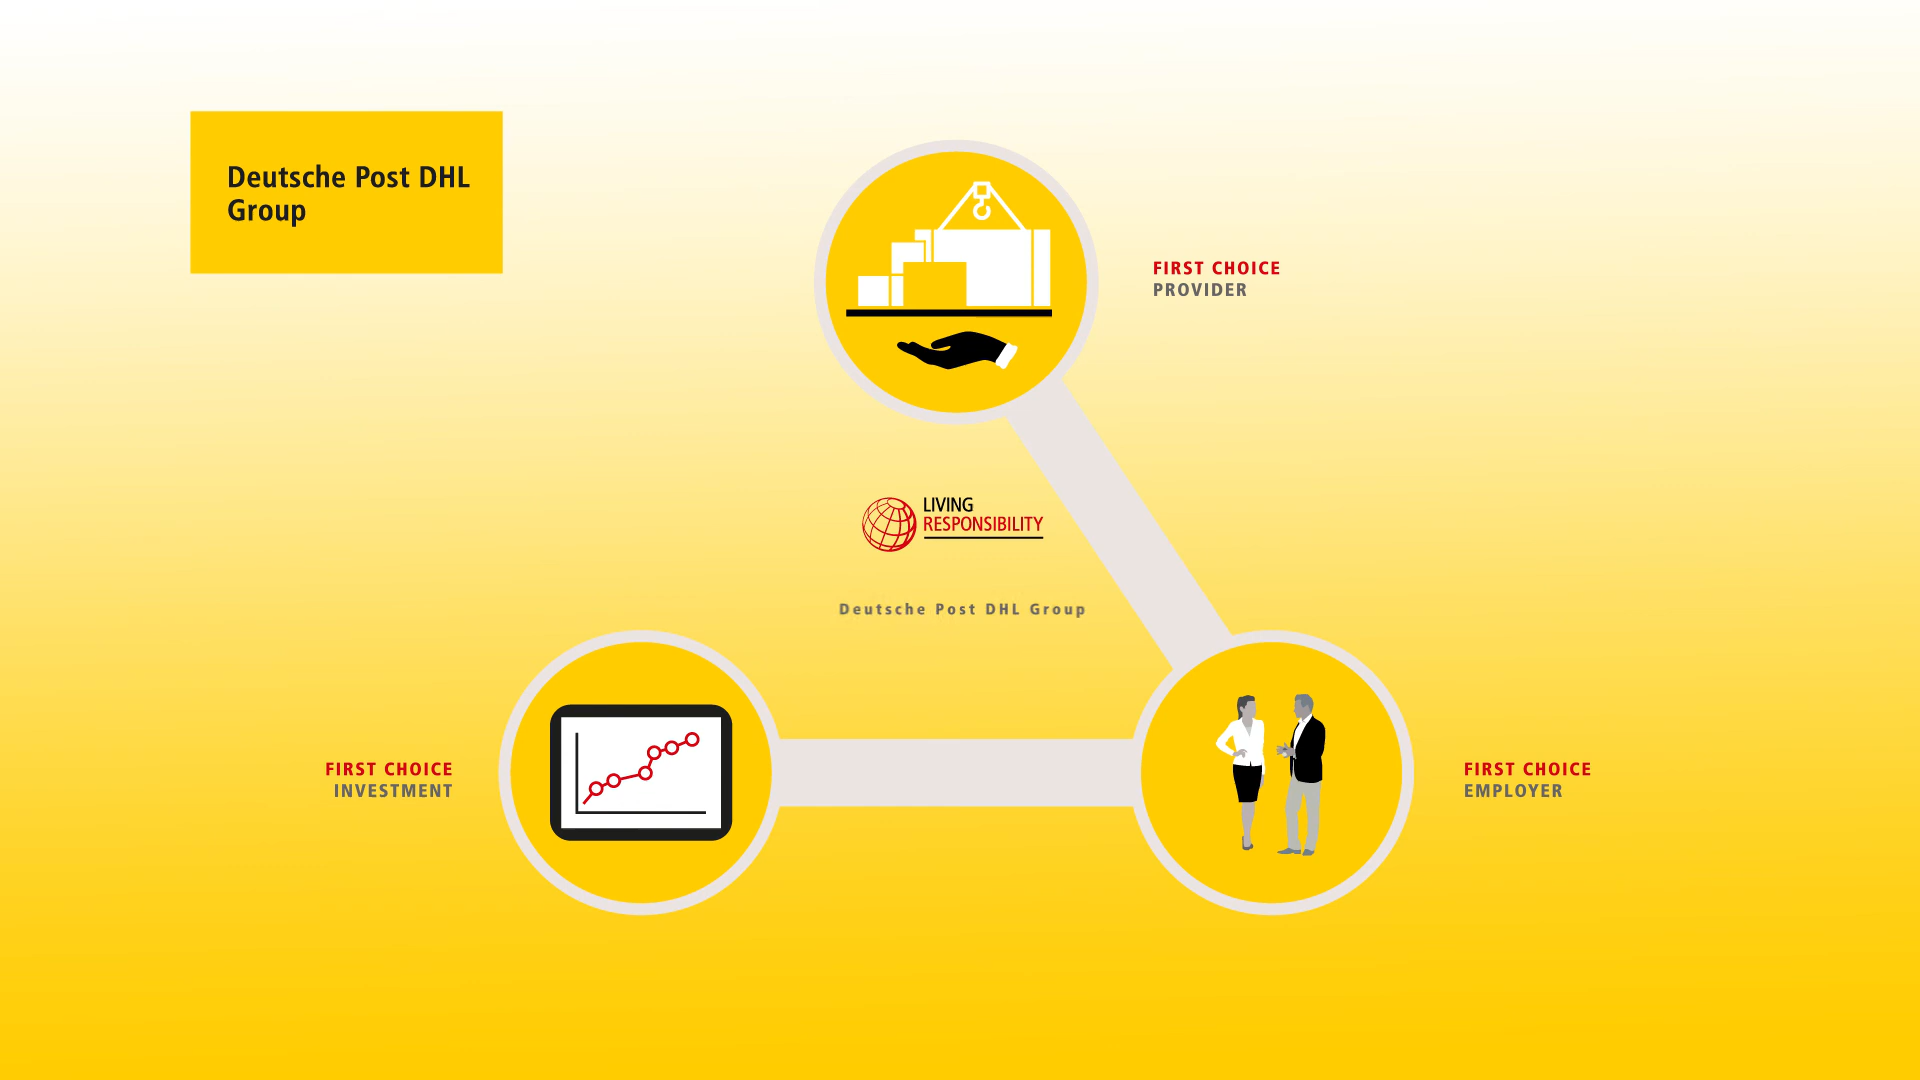 Deutsche Post DHL
Group
FIRST CHOICE
PROVIDER
LIVING
RESPONSIBILITY
Deutsche Post DHL Group
FIRST CHOICE
INVESTMENT
FIRST CHOICE
EMPLOYER